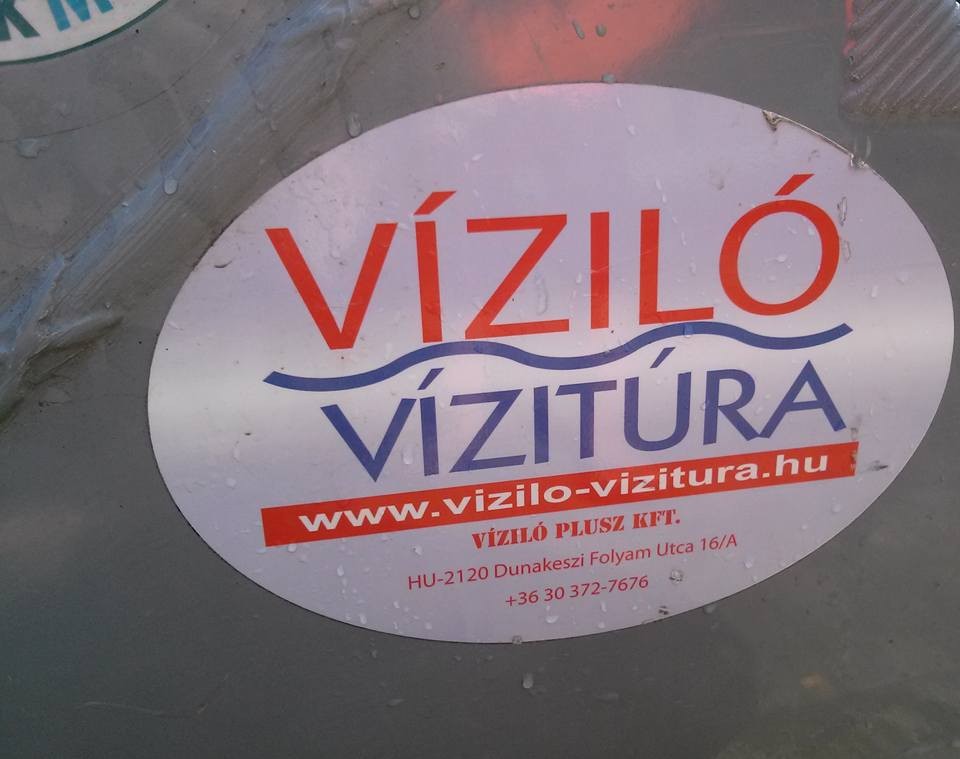 KM
VÍZILÓ
VÍZITÚRA
www.vizilo-vizitura.hu
VÍZILÓ PLUSZ KFT.
HU-2120 Dunakeszi Folyam Utca 16/A
+36 30 372-7676